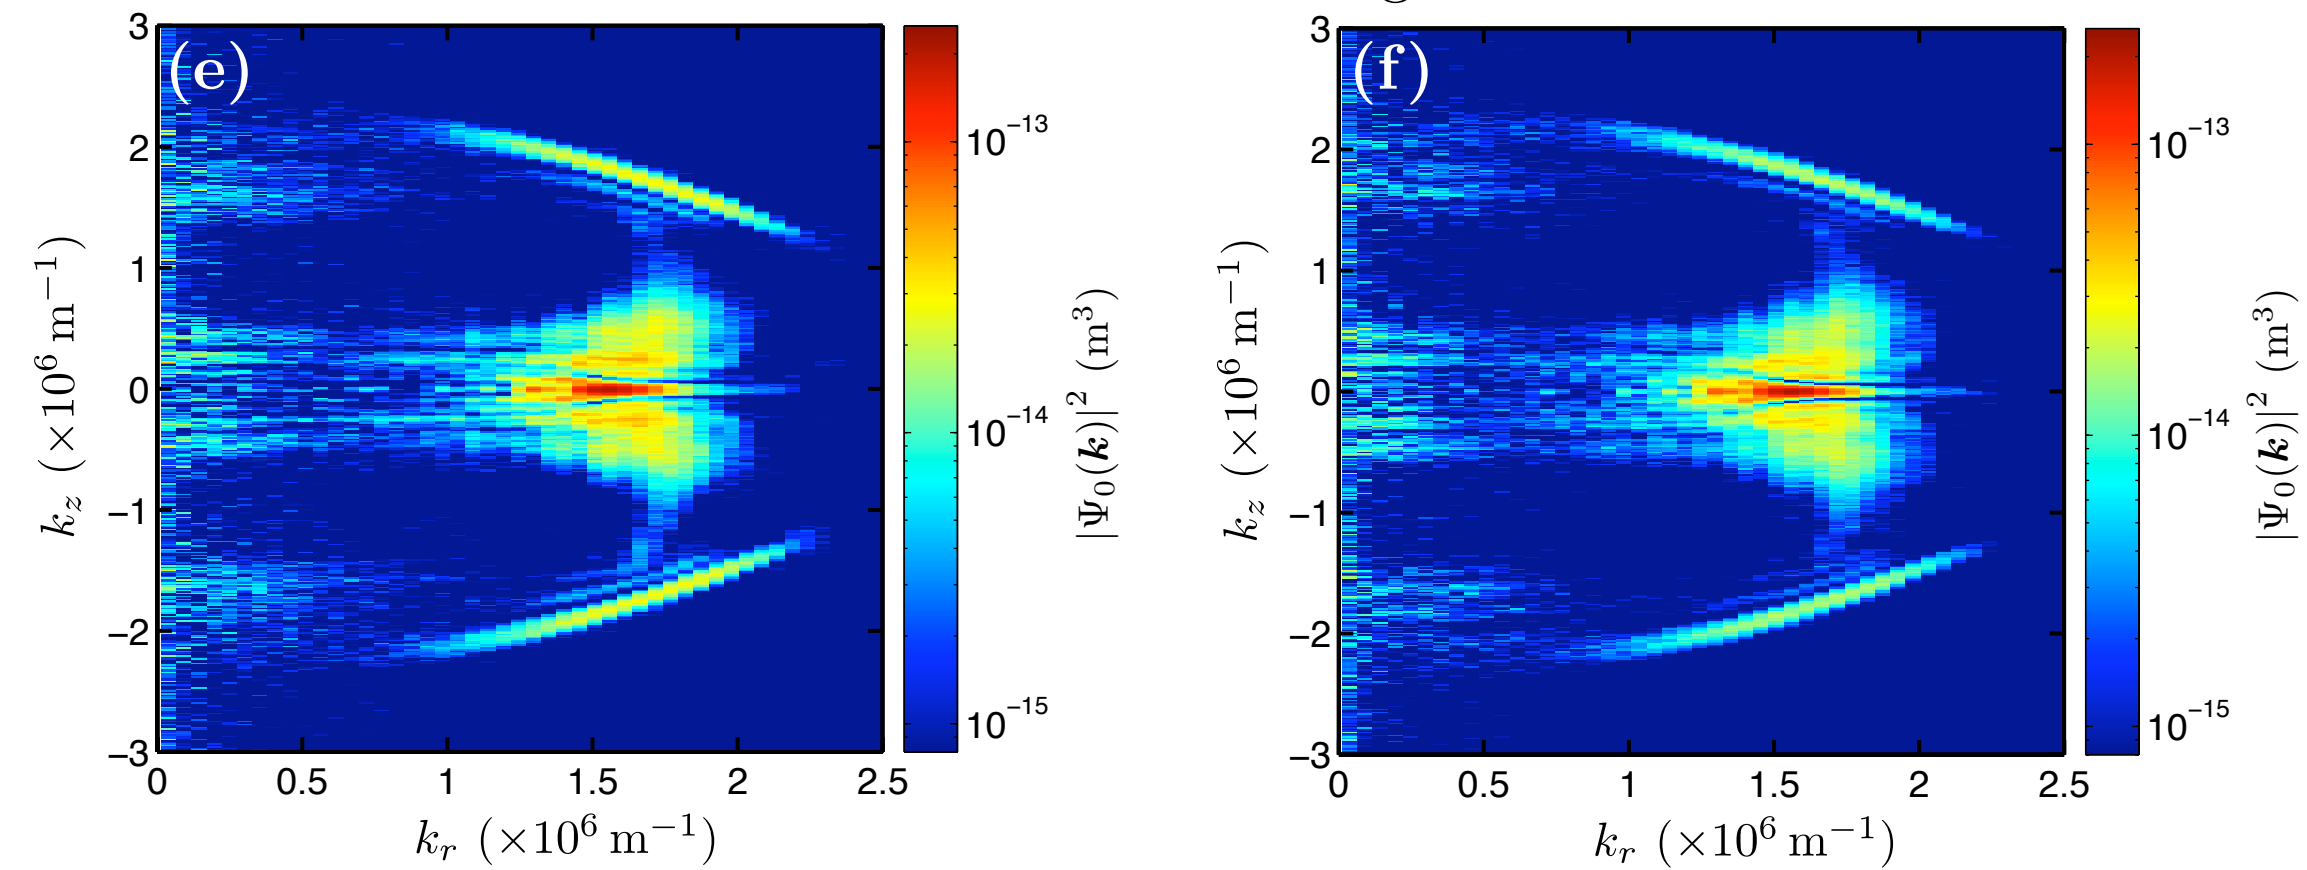 (e)
3
2
1
0
−1
−2
−3
0 0.5 1 1.5 2 2.5
k_z (×10^6 m^−1)
k_r (×10^6 m^−1)
10^−13
10^−14
10^−15
|Ψ_0(k)|^2 (m^3)
(f)
3
2
1
0
−1
−2
−3
0 0.5 1 1.5 2 2.5
k_z (×10^6 m^−1)
k_r (×10^6 m^−1)
10^−13
10^−14
10^−15
|Ψ_0(k)|^2 (m^3)